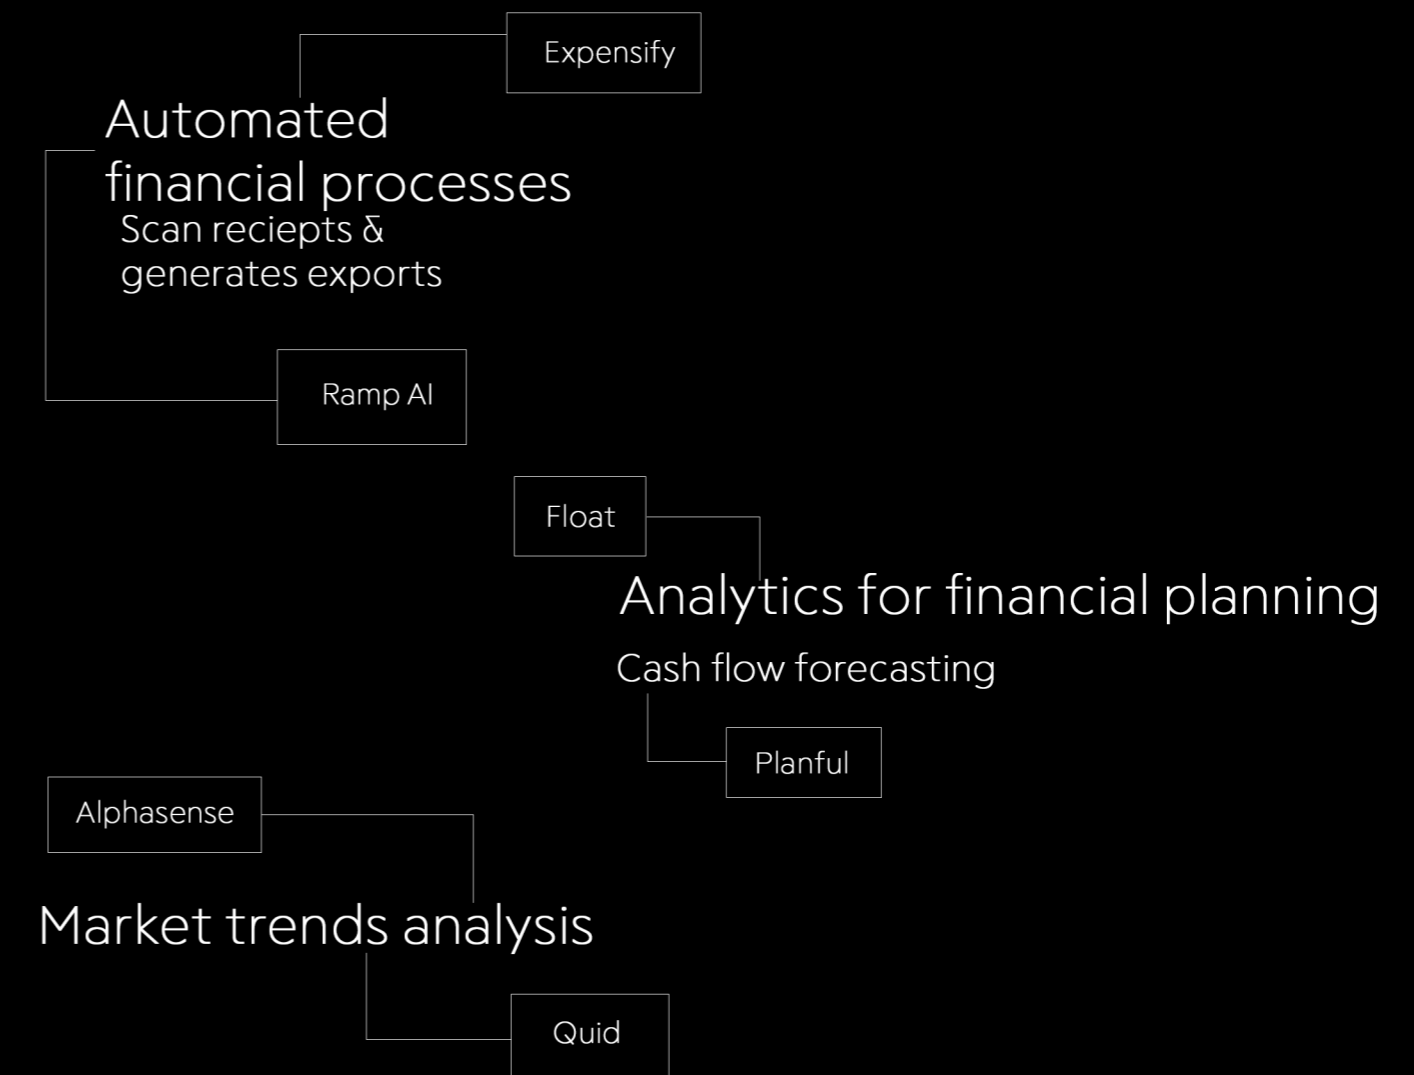 Expensify
Automated
financial processes
Scan reciepts &
generates exports
Ramp AI
Float
Analytics for financial planning
Cash flow forecasting
Planful
Alphasense
Market trends analysis
Quid